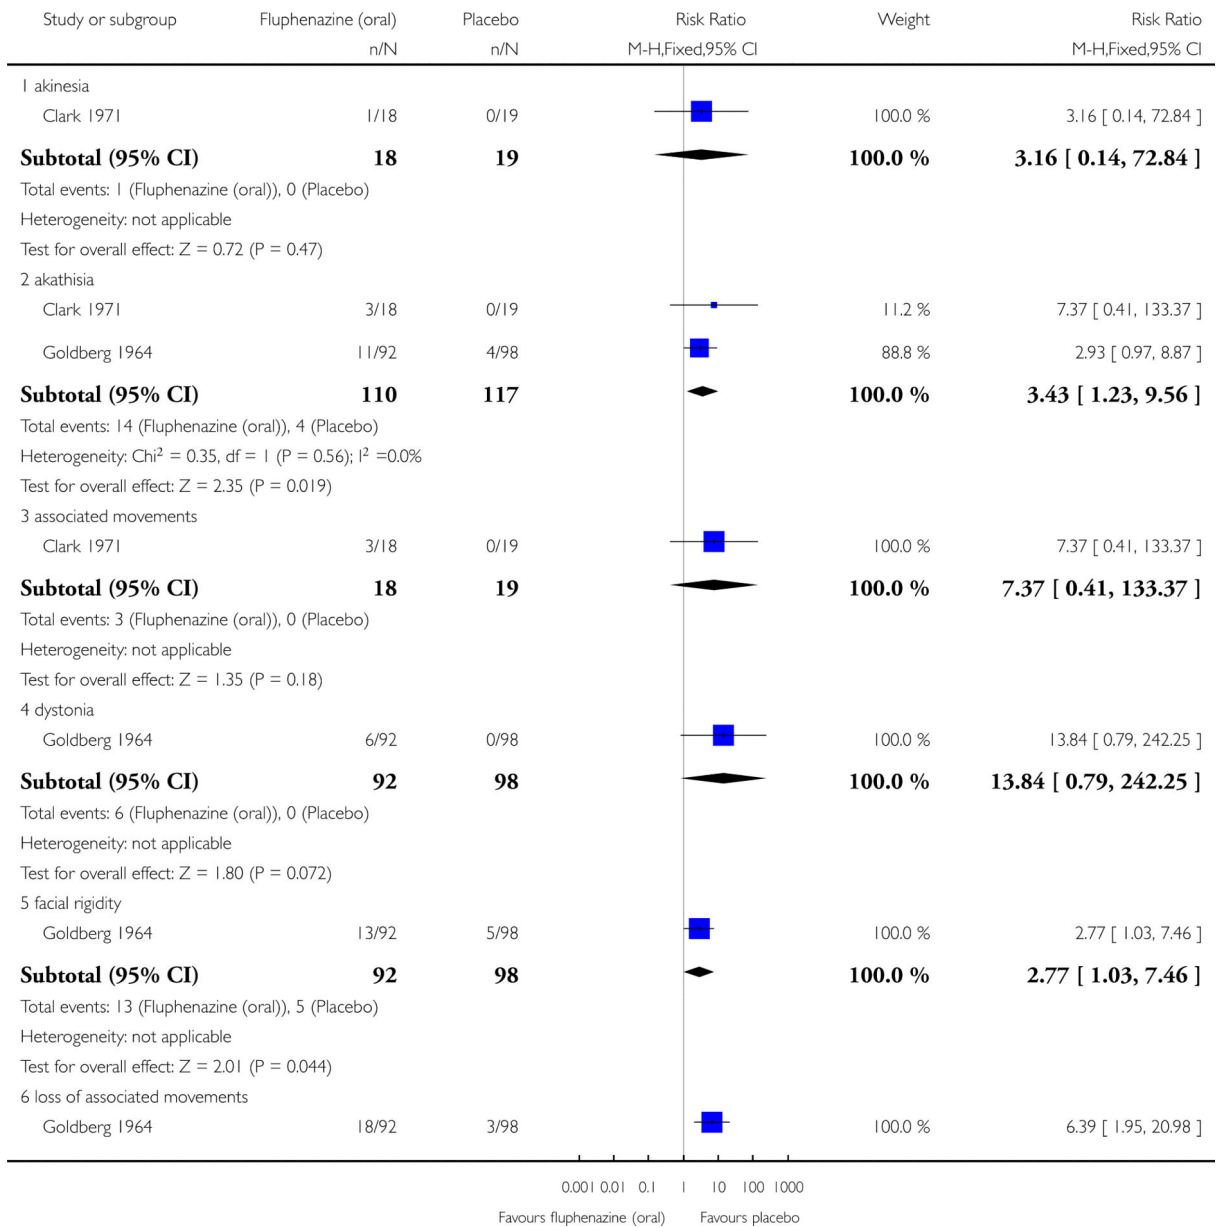 Study or subgroup Fluphenazine (oral) Placebo Risk Ratio Weight Risk Ratio
n/N n/N M-H,Fixed,95% CI M-H,Fixed,95% CI
1 akinesia
Clark 1971 1/18 0/19 100.0 % 3.16 [ 0.14, 72.84 ]
Subtotal (95% CI) 18 19 100.0 % 3.16 [ 0.14, 72.84 ]
Total events: 1 (Fluphenazine (oral)), 0 (Placebo)
Heterogeneity: not applicable
Test for overall effect: Z = 0.72 (P = 0.47)
2 akathisia
Clark 1971 3/18 0/19 11.2 % 7.37 [ 0.41, 133.37 ]
Goldberg 1964 11/92 4/98 88.8 % 2.93 [ 0.97, 8.87 ]
Subtotal (95% CI) 110 117 100.0 % 3.43 [ 1.23, 9.56 ]
Total events: 14 (Fluphenazine (oral)), 4 (Placebo)
Heterogeneity: Chi² = 0.35, df = 1 (P = 0.56); I² =0.0%
Test for overall effect: Z = 2.35 (P = 0.019)
3 associated movements
Clark 1971 3/18 0/19 100.0 % 7.37 [ 0.41, 133.37 ]
Subtotal (95% CI) 18 19 100.0 % 7.37 [ 0.41, 133.37 ]
Total events: 3 (Fluphenazine (oral)), 0 (Placebo)
Heterogeneity: not applicable
Test for overall effect: Z = 1.35 (P = 0.18)
4 dystonia
Goldberg 1964 6/92 0/98 100.0 % 13.84 [ 0.79, 242.25 ]
Subtotal (95% CI) 92 98 100.0 % 13.84 [ 0.79, 242.25 ]
Total events: 6 (Fluphenazine (oral)), 0 (Placebo)
Heterogeneity: not applicable
Test for overall effect: Z = 1.80 (P = 0.072)
5 facial rigidity
Goldberg 1964 13/92 5/98 100.0 % 2.77 [ 1.03, 7.46 ]
Subtotal (95% CI) 92 98 100.0 % 2.77 [ 1.03, 7.46 ]
Total events: 13 (Fluphenazine (oral)), 5 (Placebo)
Heterogeneity: not applicable
Test for overall effect: Z = 2.01 (P = 0.044)
6 loss of associated movements
Goldberg 1964 18/92 3/98 100.0 % 6.39 [ 1.95, 20.98 ]
0.001 0.01 0.1 1 10 100 1000
Favours fluphenazine (oral) Favours placebo